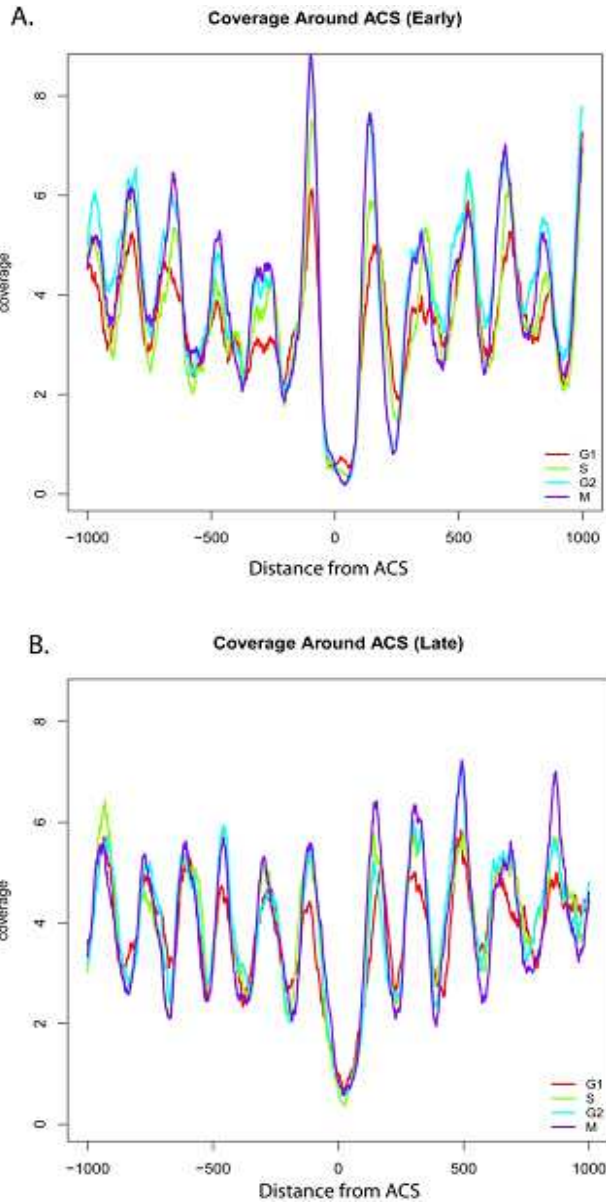 A.
Coverage Around ACS (Early)
8
6
4
2
0
coverage
G1
S
G2
M
−1000 −500 0 500 1000
Distance from ACS
B.
Coverage Around ACS (Late)
8
6
4
2
0
coverage
G1
S
G2
M
−1000 −500 0 500 1000
Distance from ACS